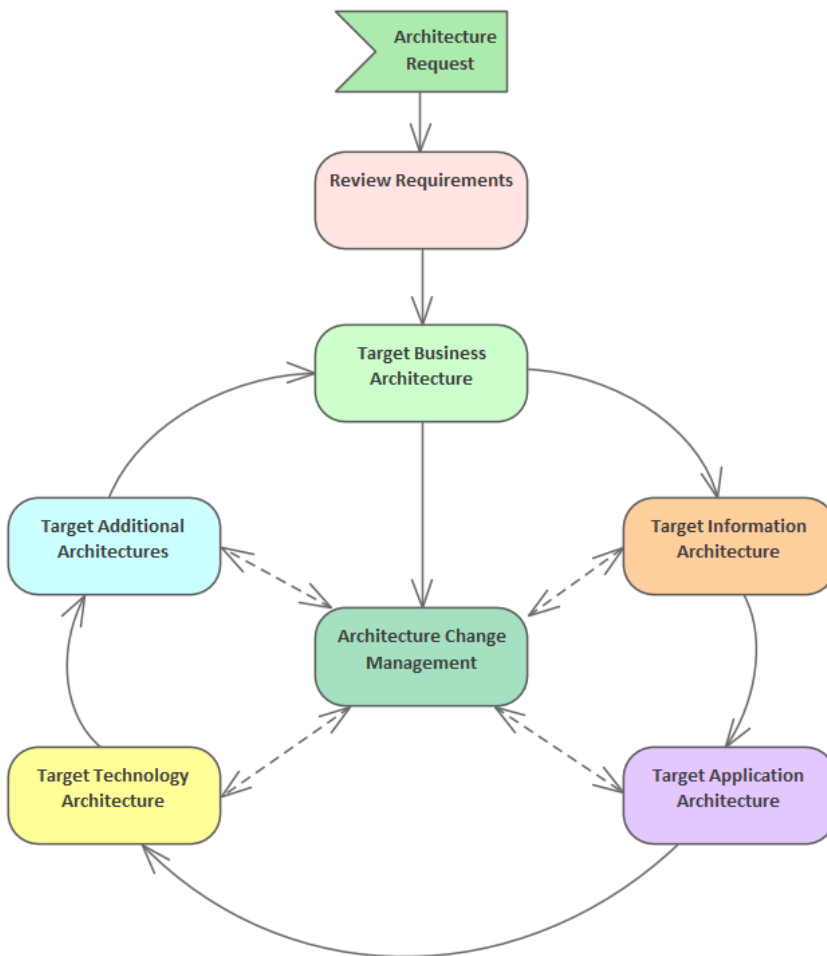 Architecture
Request
Review Requirements
Target Business
Architecture
Target Additional
Architectures
Target Information
Architecture
Architecture Change
Management
Target Technology
Architecture
Target Application
Architecture